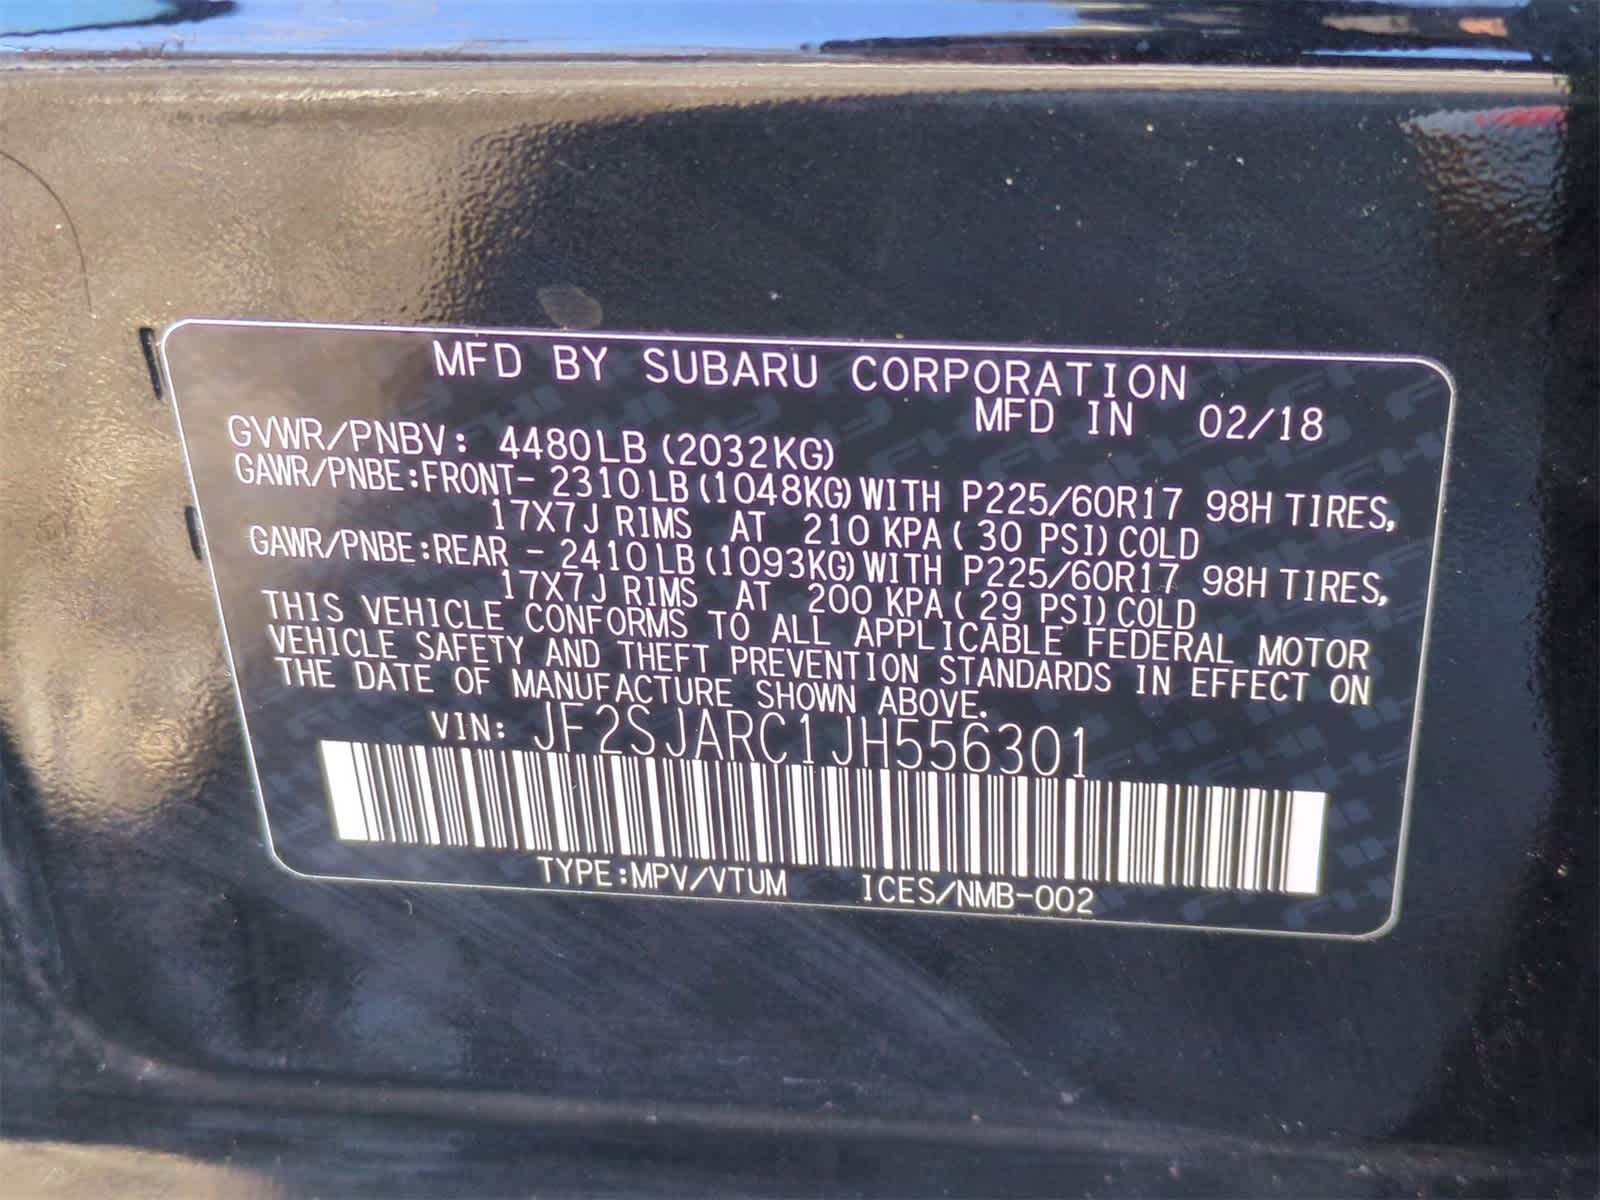 MFD BY SUBARU CORPORATION
MFD IN 02/18
GVWR/PNBV: 4480LB (2032KG)
GAWR/PNBE:FRONT- 2310LB(1048KG)WITH P225/60R17 98H TIRES,
17X7J RIMS AT 210 KPA( 30 PSI)COLD
GAWR/PNBE:REAR - 2410LB(1093KG)WITH P225/60R17 98H TIRES,
17X7J RIMS AT 200 KPA( 29 PSI)COLD
THIS VEHICLE CONFORMS TO ALL APPLICABLE FEDERAL MOTOR
VEHICLE SAFETY AND THEFT PREVENTION STANDARDS IN EFFECT ON
THE DATE OF MANUFACTURE SHOWN ABOVE.
VIN: JF2SJARC1JH556301
TYPE:MPV/VTUM ICES/NMB-002